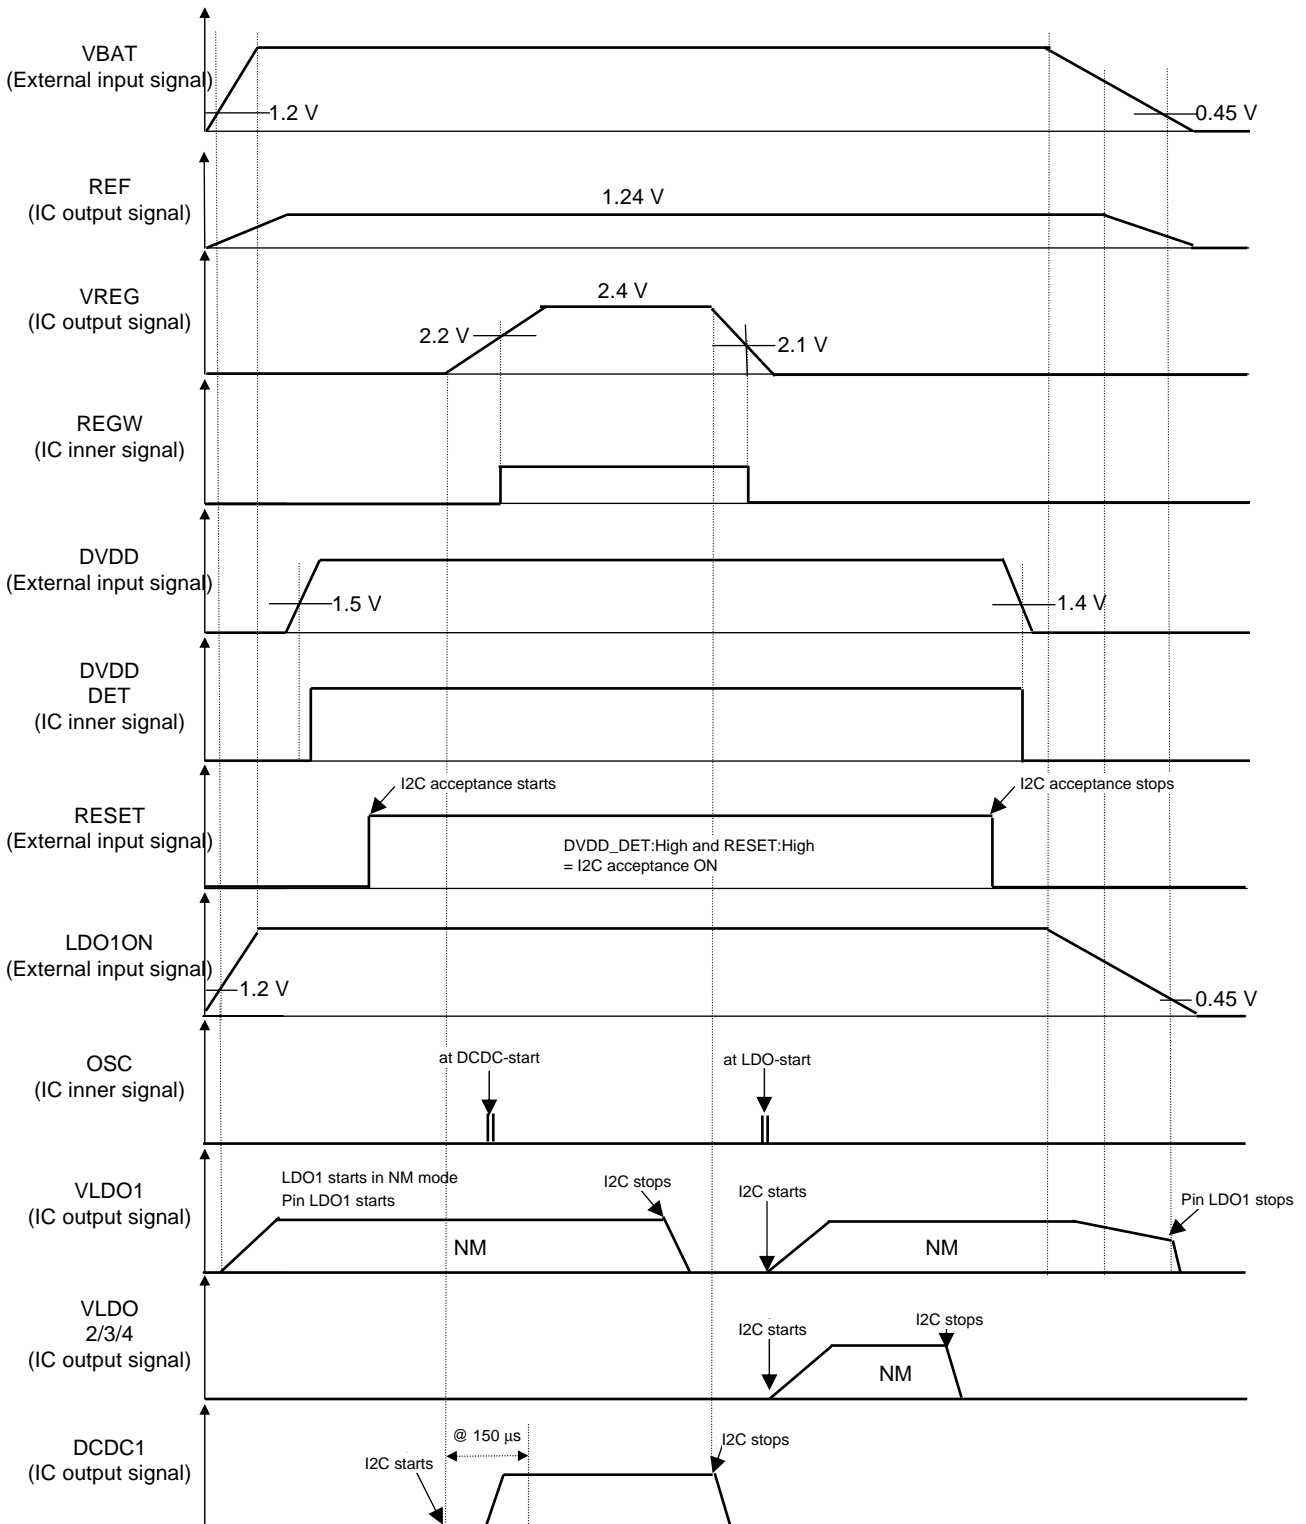 VBAT
(External input signal)
1.2 V
0.45 V
REF
(IC output signal)
1.24 V
VREG
(IC output signal)
2.4 V
2.2 V
2.1 V
REGW
(IC inner signal)
DVDD
(External input signal)
1.5 V
1.4 V
DVDD
DET
(IC inner signal)
I2C acceptance starts
I2C acceptance stops
RESET
(External input signal)
DVDD_DET:High and RESET:High
= I2C acceptance ON
LDO1ON
(External input signal)
1.2 V
0.45 V
OSC
(IC inner signal)
at DCDC-start
at LDO-start
VLDO1
(IC output signal)
LDO1 starts in NM mode
Pin LDO1 starts
I2C stops
I2C starts
Pin LDO1 stops
NM
NM
VLDO
2/3/4
(IC output signal)
I2C starts
I2C stops
NM
DCDC1
(IC output signal)
@ 150 µs
I2C starts
I2C stops